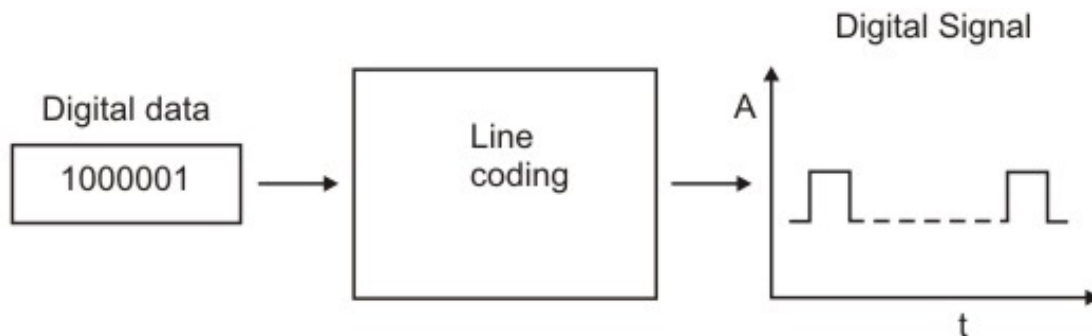 Digital data
1000001
Line
coding
Digital Signal
A
t